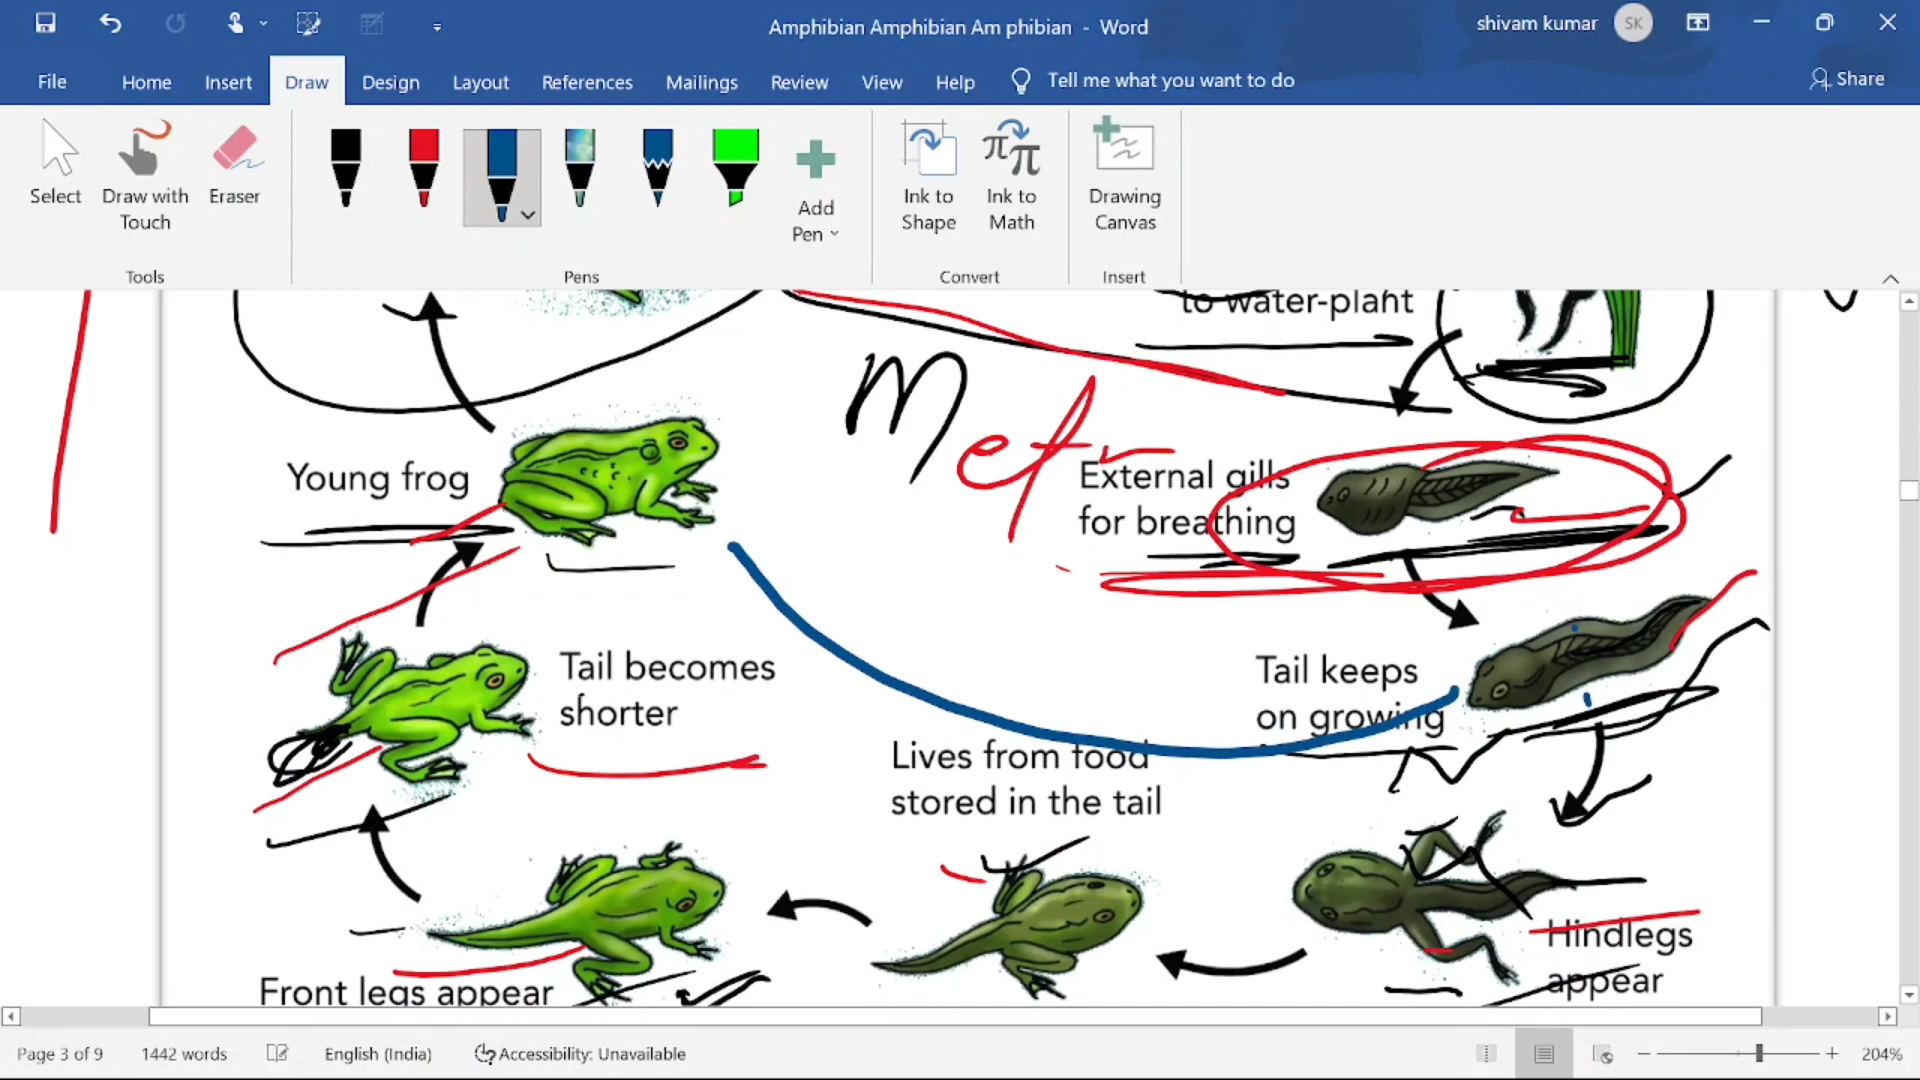 Amphibian Amphibian Am phibian - Word
shivam kumar
SK
File
Home
Insert
Draw
Design
Layout
References
Mailings
Review
View
Help
Tell me what you want to do
Share
Select
Draw with
Touch
Eraser
Add
Pen
Ink to
Shape
Ink to
Math
Drawing
Canvas
Tools
Pens
Convert
Insert
to water-plant
M
Young frog
External gills
for breathing
Tail becomes
shorter
Tail keeps
on growing
Lives from food
stored in the tail
Hindlegs
appear
Front legs appear
Page 3 of 9
1442 words
English (India)
Accessibility: Unavailable
204%